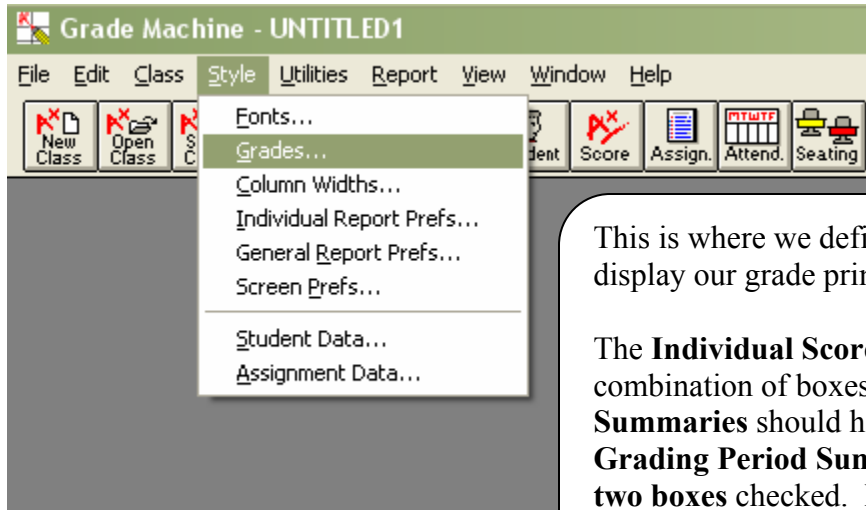 Grade Machine - UNTITLED1
File Edit Class Style Utilities Report View Window Help
New Class Open Class Score Assign. Attend. Seating
MTWTF
Fonts...
Grades...
Column Widths...
Individual Report Prefs...
General Report Prefs...
Screen Prefs...
Student Data...
Assignment Data...
This is where we defi
display our grade prin
The Individual Score
combination of boxes
Summaries should h
Grading Period Sum
two boxes checked.